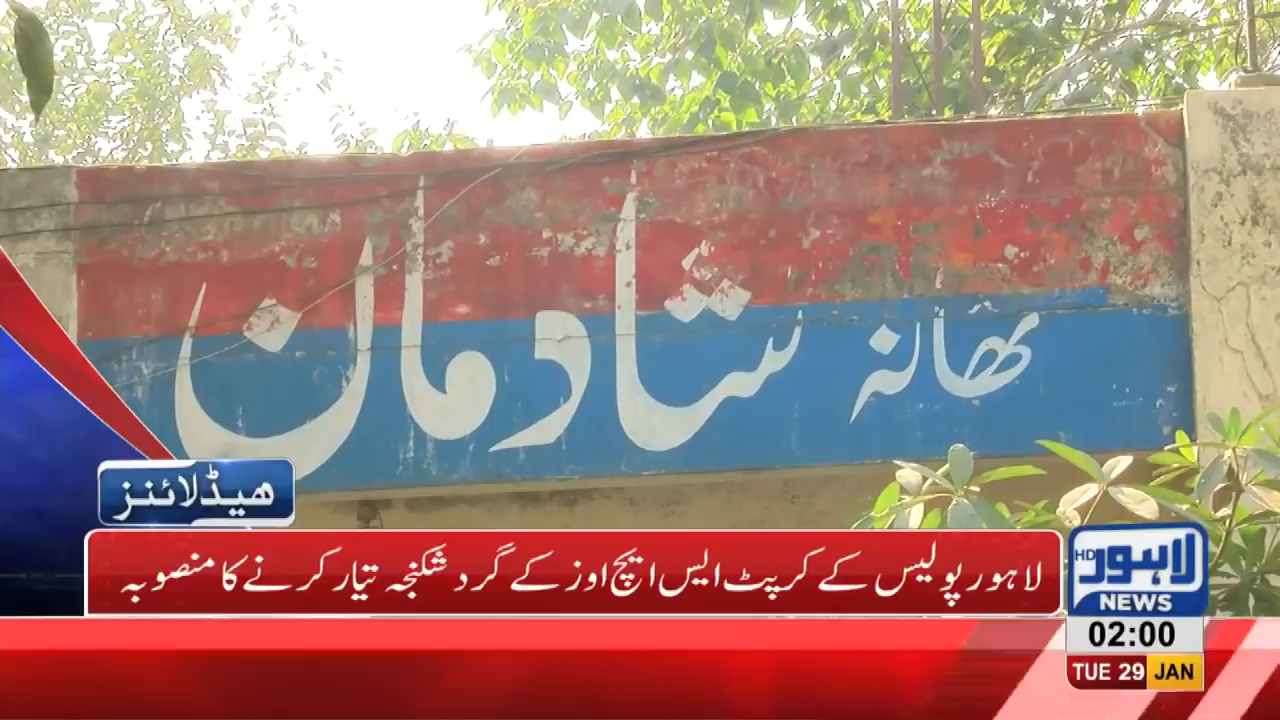 تھانہ شادمان
ھیڈلائنز
لاہور پولیس کے کرپٹ ایس ایچ اوز کے گرد شکنجہ تیار کرنے کا منصوبہ
لاہور HD
NEWS
02:00
TUE 29 JAN